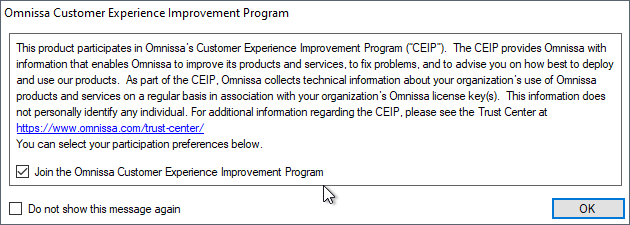 Omnissa Customer Experience Improvement Program
This product participates in Omnissa's Customer Experience Improvement Program ("CEIP"). The CEIP provides Omnissa with
information that enables Omnissa to improve its products and services, to fix problems, and to advise you on how best to deploy
and use our products. As part of the CEIP, Omnissa collects technical information about your organization's use of Omnissa
products and services on a regular basis in association with your organization's Omnissa license key(s). This information does
not personally identify any individual. For additional information regarding the CEIP, please see the Trust Center at
https://www.omnissa.com/trust-center/
You can select your participation preferences below.
Join the Omnissa Customer Experience Improvement Program
Do not show this message again
OK